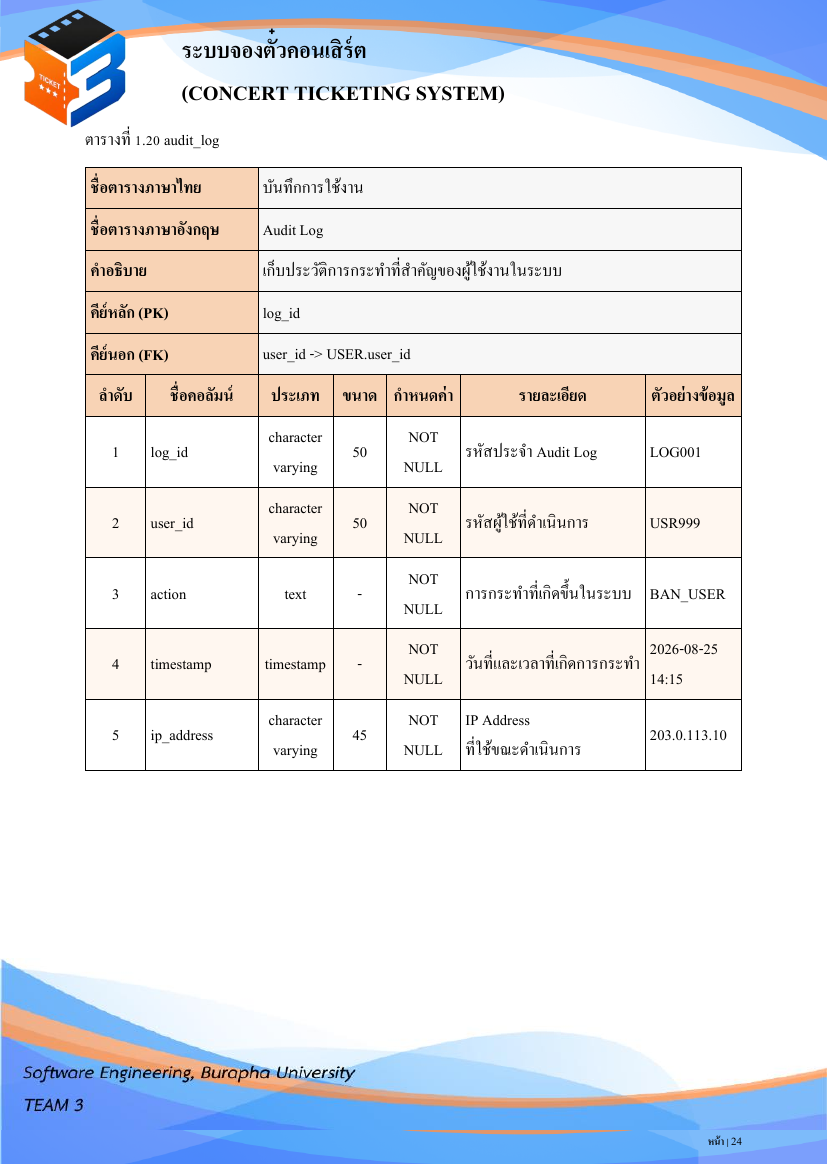 ระบบจองตั๋วคอนเสิร์ต
(CONCERT TICKETING SYSTEM)
TICKET
ตารางที่ 1.20 audit_log
ชื่อตารางภาษาไทย บันทึกการใช้งาน
ชื่อตารางภาษาอังกฤษ Audit Log
คำอธิบาย เก็บประวัติการกระทำที่สำคัญของผู้ใช้งานในระบบ
คีย์หลัก (PK) log_id
คีย์นอก (FK) user_id -> USER.user_id
ลำดับ ชื่อคอลัมน์ ประเภท ขนาด กำหนดค่า รายละเอียด ตัวอย่างข้อมูล
1 log_id character varying 50 NOT NULL รหัสประจำ Audit Log LOG001
2 user_id character varying 50 NOT NULL รหัสผู้ใช้ที่ดำเนินการ USR999
3 action text - NOT NULL การกระทำที่เกิดขึ้นในระบบ BAN_USER
4 timestamp timestamp - NOT NULL วันที่และเวลาที่เกิดการกระทำ 2026-08-25 14:15
5 ip_address character varying 45 NOT NULL IP Address ที่ใช้ขณะดำเนินการ 203.0.113.10
Software Engineering, Burapha University
TEAM 3
หน้า | 24